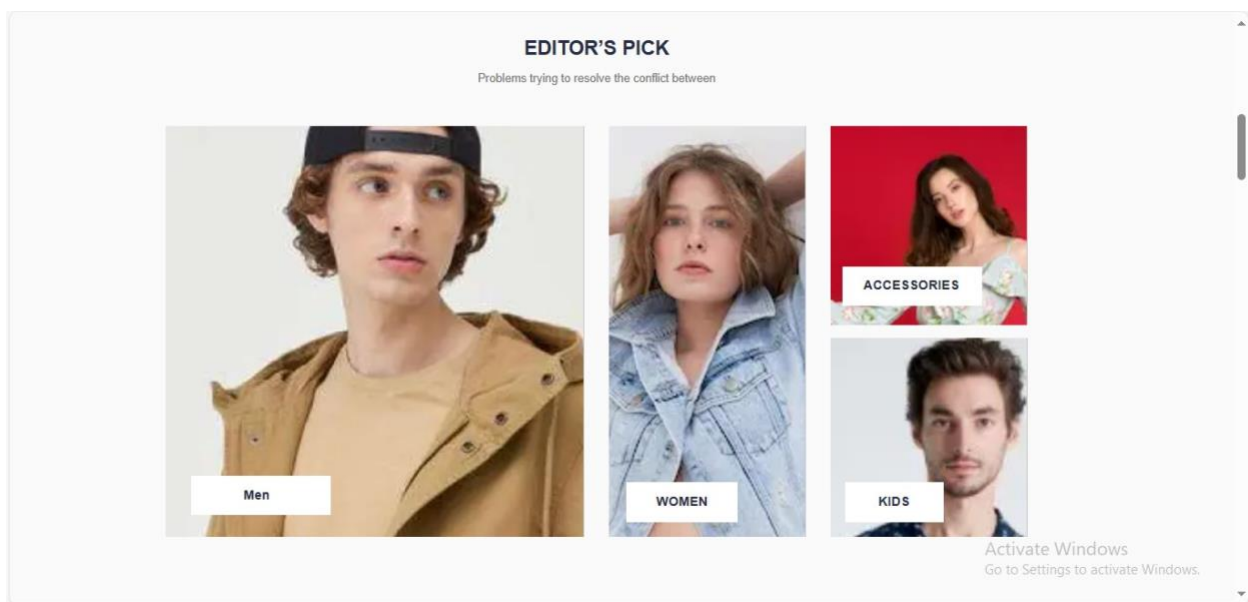 EDITOR’S PICK
Problems trying to resolve the conflict between
ACCESSORIES
Men
WOMEN
KIDS
Activate Windows
Go to Settings to activate Windows.